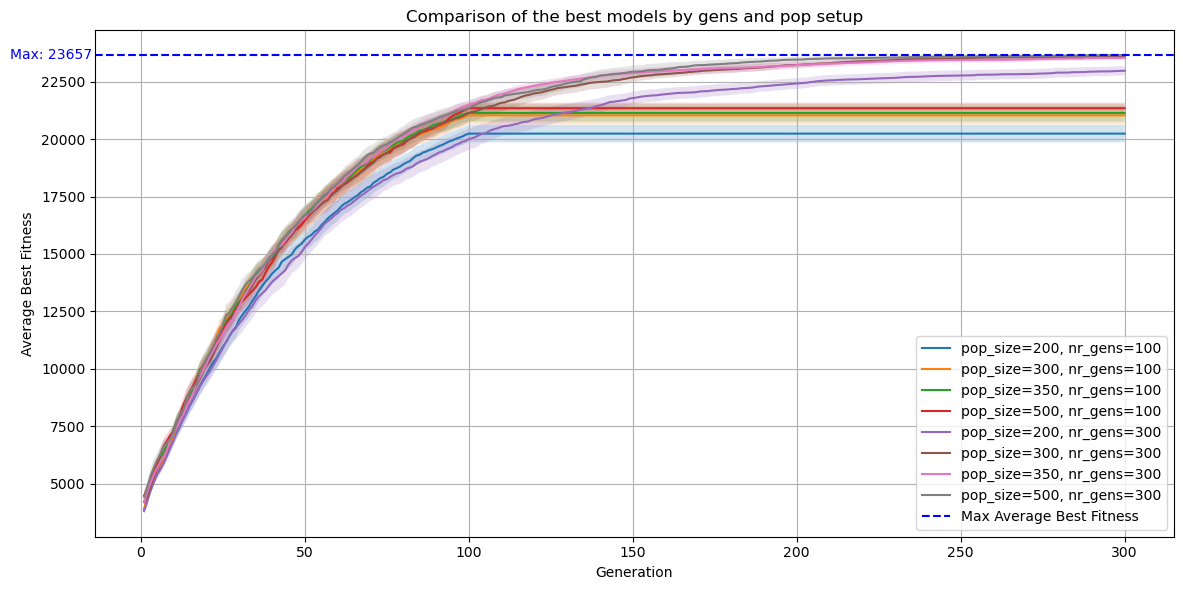 Comparison of the best models by gens and pop setup
Max: 23657
22500
20000
17500
15000
12500
10000
7500
5000
Average Best Fitness
0
50
100
150
200
250
300
Generation
pop_size=200, nr_gens=100
pop_size=300, nr_gens=100
pop_size=350, nr_gens=100
pop_size=500, nr_gens=100
pop_size=200, nr_gens=300
pop_size=300, nr_gens=300
pop_size=350, nr_gens=300
pop_size=500, nr_gens=300
Max Average Best Fitness